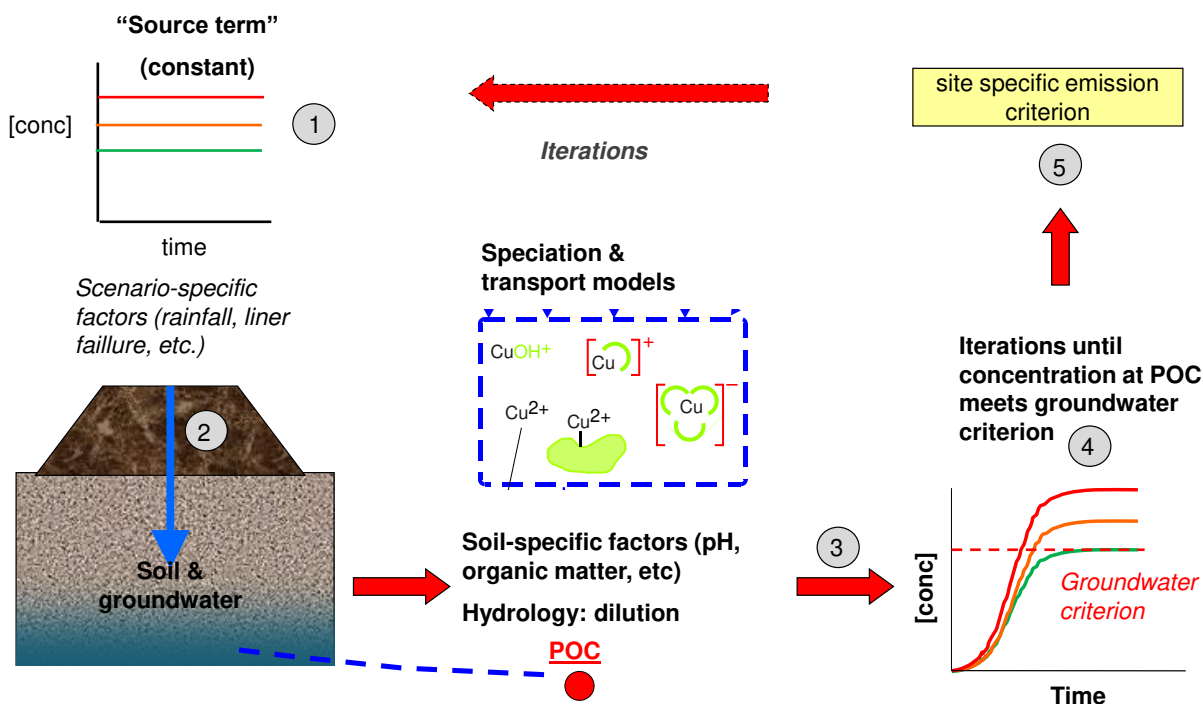 “Source term”
(constant)
[conc]
1
time
Iterations
site specific emission
criterion
5
Scenario-specific
factors (rainfall, liner
faillure, etc.)
2
Soil &
groundwater
Speciation &
transport models
CuOH+
[Cu]+
[Cu]−
Cu2+
Cu2+
Soil-specific factors (pH,
organic matter, etc)
Hydrology: dilution
POC
3
Iterations until
concentration at POC
meets groundwater
criterion
4
[conc]
Groundwater
criterion
Time